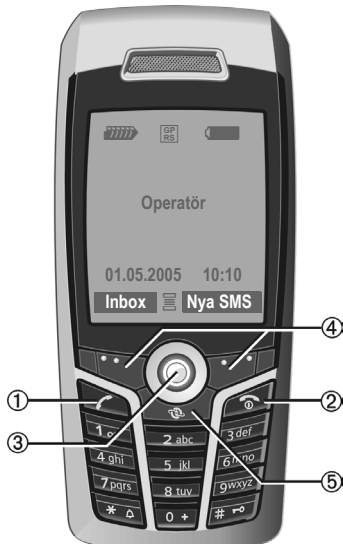 GP
RS
Operatör
01.05.2005 10:10
Inbox Nya SMS
④
①
②
③
⑤
1
2 abc
3 def
4 ghi
5 jkl
6 mno
7 pqrs
8 tuv
9 wxyz
*
0 +
#